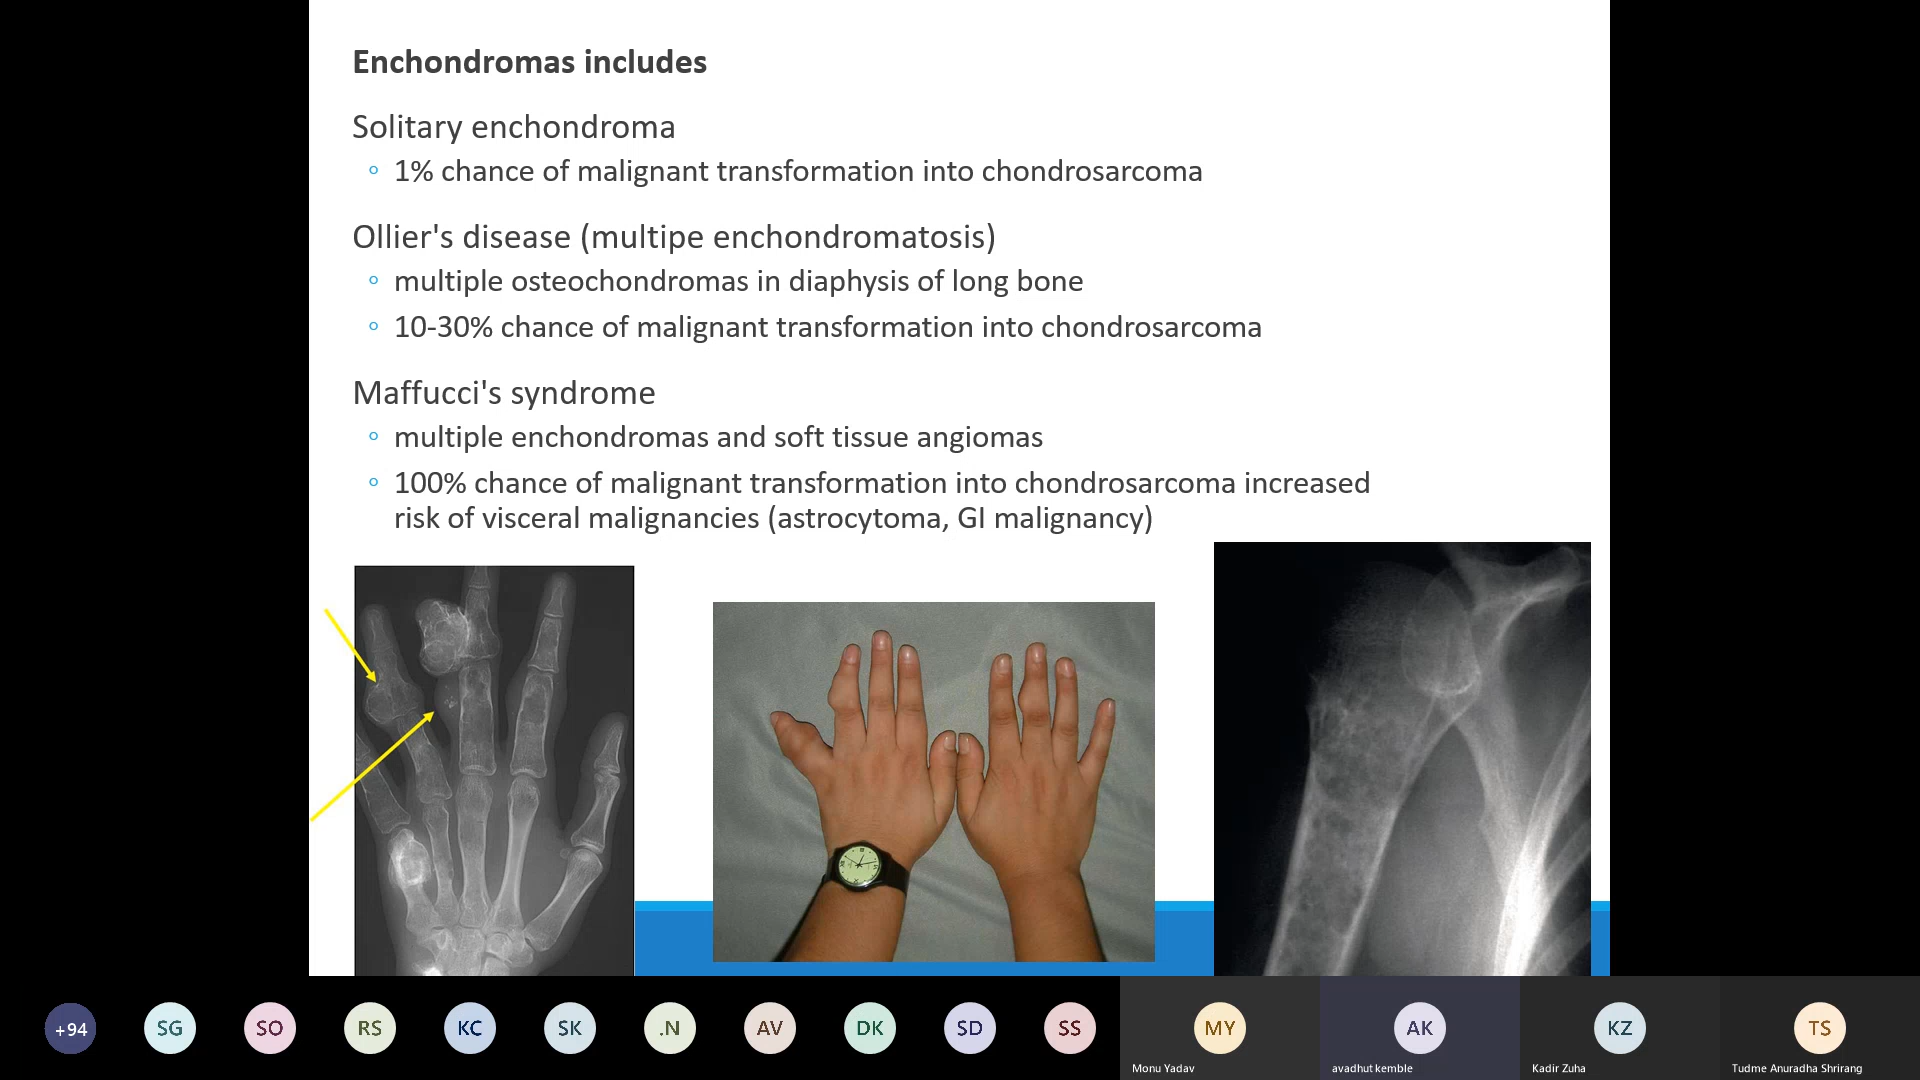 Enchondromas includes
Solitary enchondroma
◦ 1% chance of malignant transformation into chondrosarcoma
Ollier's disease (multipe enchondromatosis)
◦ multiple osteochondromas in diaphysis of long bone
◦ 10-30% chance of malignant transformation into chondrosarcoma
Maffucci's syndrome
◦ multiple enchondromas and soft tissue angiomas
◦ 100% chance of malignant transformation into chondrosarcoma increased
risk of visceral malignancies (astrocytoma, GI malignancy)
+94 SG SO RS KC SK .N AV DK SD SS MY AK KZ TS
Monu Yadav avadhut kemble Kadir Zuha Tudme Anuradha Shrirang